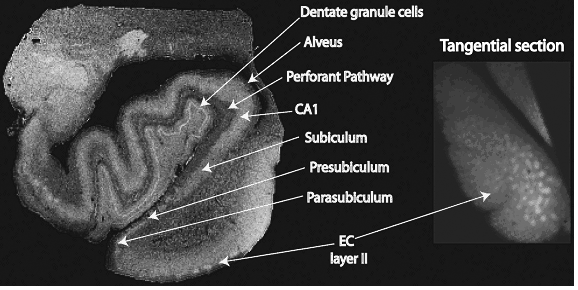 Dentate granule cells
Alveus
Perforant Pathway
CA1
Subiculum
Presubiculum
Parasubiculum
EC
layer II
Tangential section